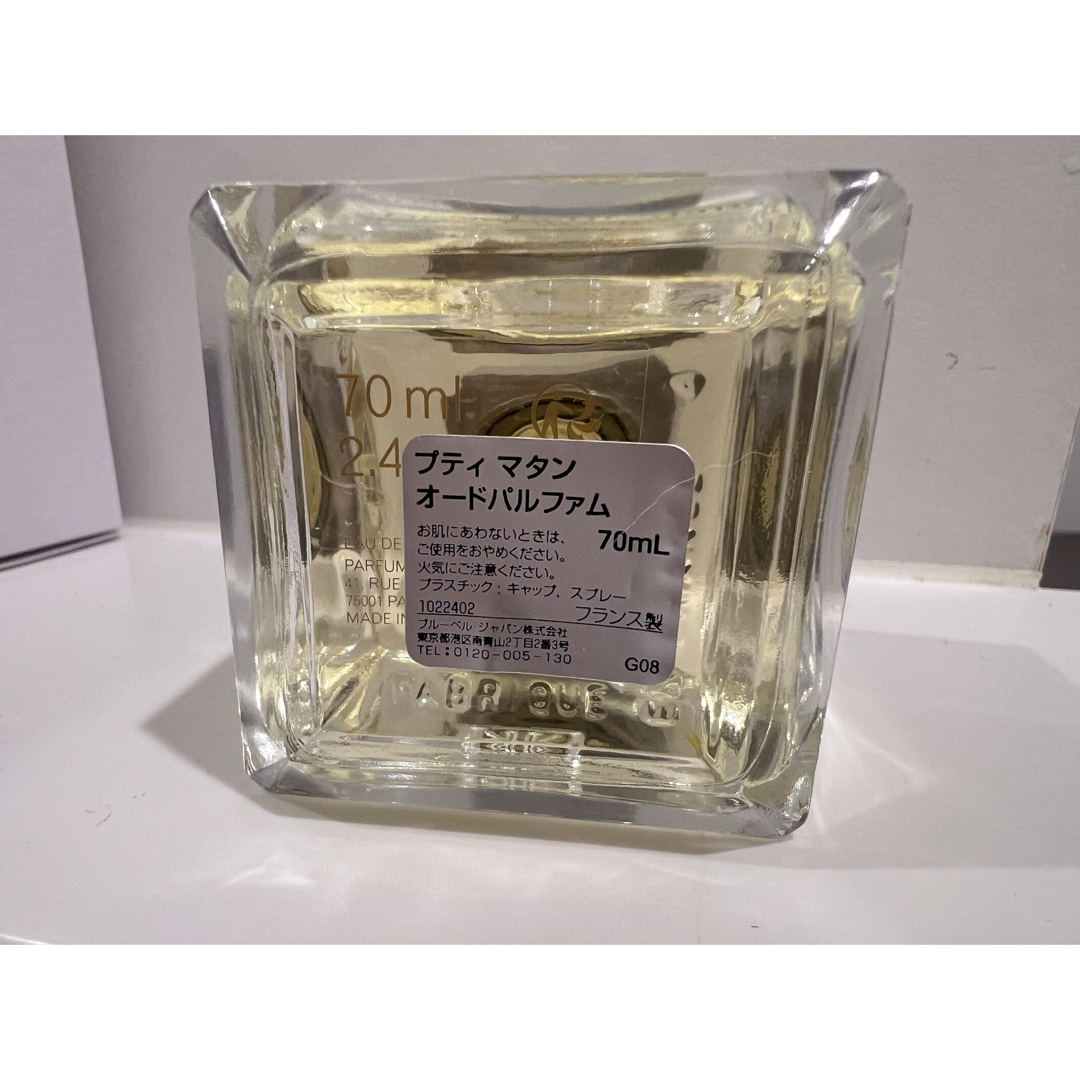 70 ml
2.4
EAU DE
PARFUM
41, RUE
75001 PA
MADE IN
プティ マタン
オードパルファム
お肌にあわないときは、 70mL
ご使用をおやめください。
火気にご注意ください。
プラスチック：キャップ、スプレー
1022402 フランス製
ブルーベル ジャパン株式会社
東京都港区南青山2丁目2番3号
TEL：0120-005-130 G08
FABRIQUE